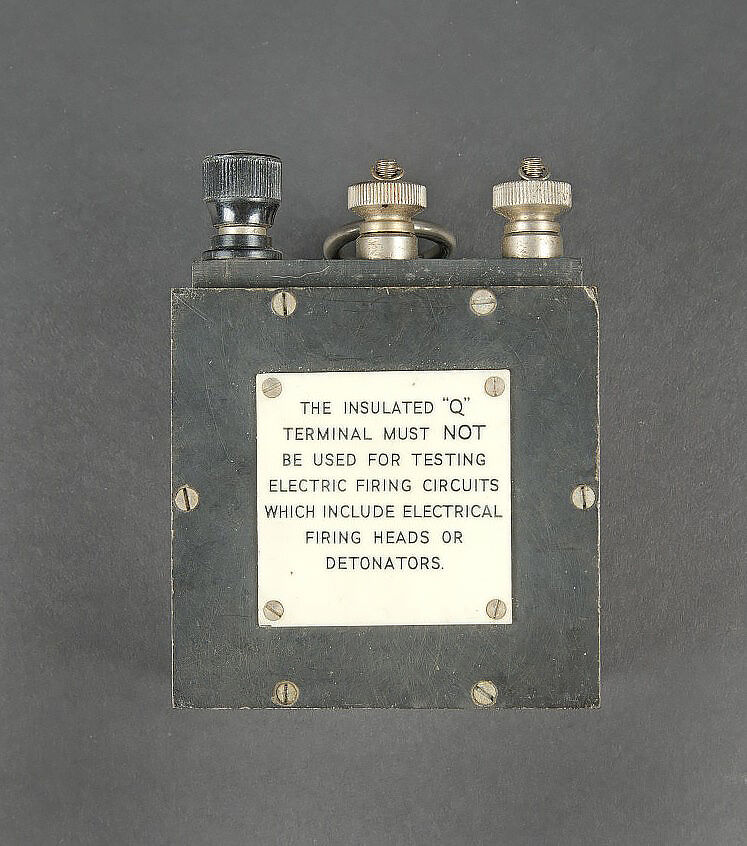 THE INSULATED "Q"
TERMINAL MUST NOT
BE USED FOR TESTING
ELECTRIC FIRING CIRCUITS
WHICH INCLUDE ELECTRICAL
FIRING HEADS OR
DETONATORS.